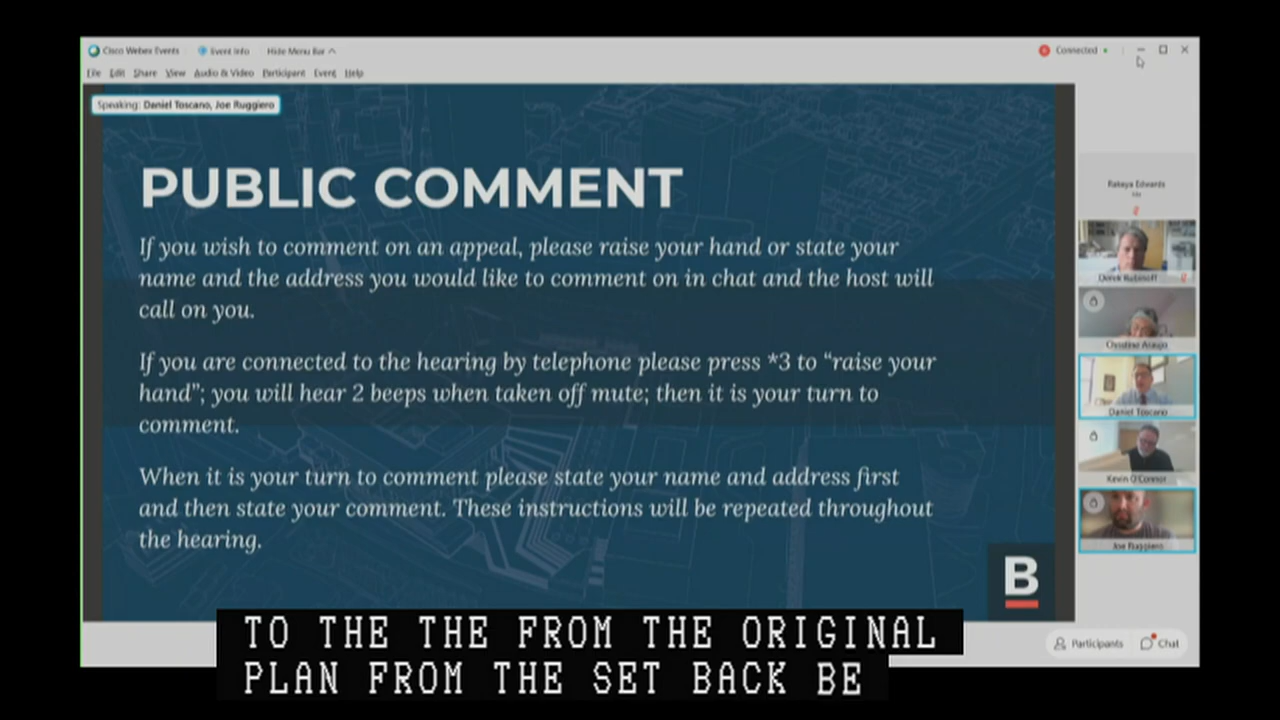 Cisco Webex Events
Event Info
Hide Menu Bar
Connected
File Edit Share View Audio & Video Participant Event Help
Speaking: Daniel Toscano, Joe Ruggiero
PUBLIC COMMENT
If you wish to comment on an appeal, please raise your hand or state your
name and the address you would like to comment on in chat and the host will
call on you.
If you are connected to the hearing by telephone please press *3 to “raise your
hand”; you will hear 2 beeps when taken off mute; then it is your turn to
comment.
When it is your turn to comment please state your name and address first
and then state your comment. These instructions will be repeated throughout
the hearing.
B
Rakeya Edwards
Me
Derek Rubinoff
Christine Araujo
Daniel Toscano
Kevin O'Connor
Joe Ruggiero
Participants
Chat
TO THE THE FROM THE ORIGINAL
PLAN FROM THE SET BACK BE